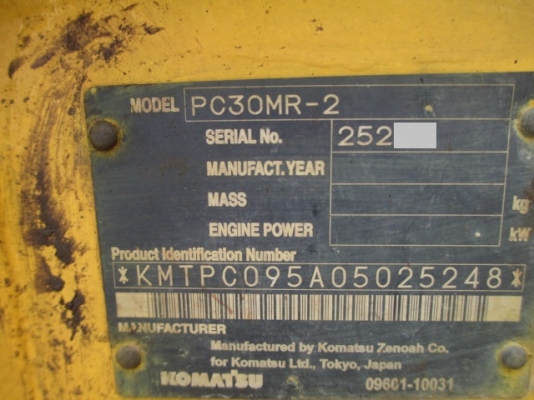 MODEL PC30MR-2
SERIAL No. 252
MANUFACT.YEAR
MASS kg
ENGINE POWER kW
Product Identification Number
*KMTPC095A05025248*
MANUFACTURER
Manufactured by Komatsu Zenoah Co.
for Komatsu Ltd., Tokyo, Japan
KOMATSU 09601-10031